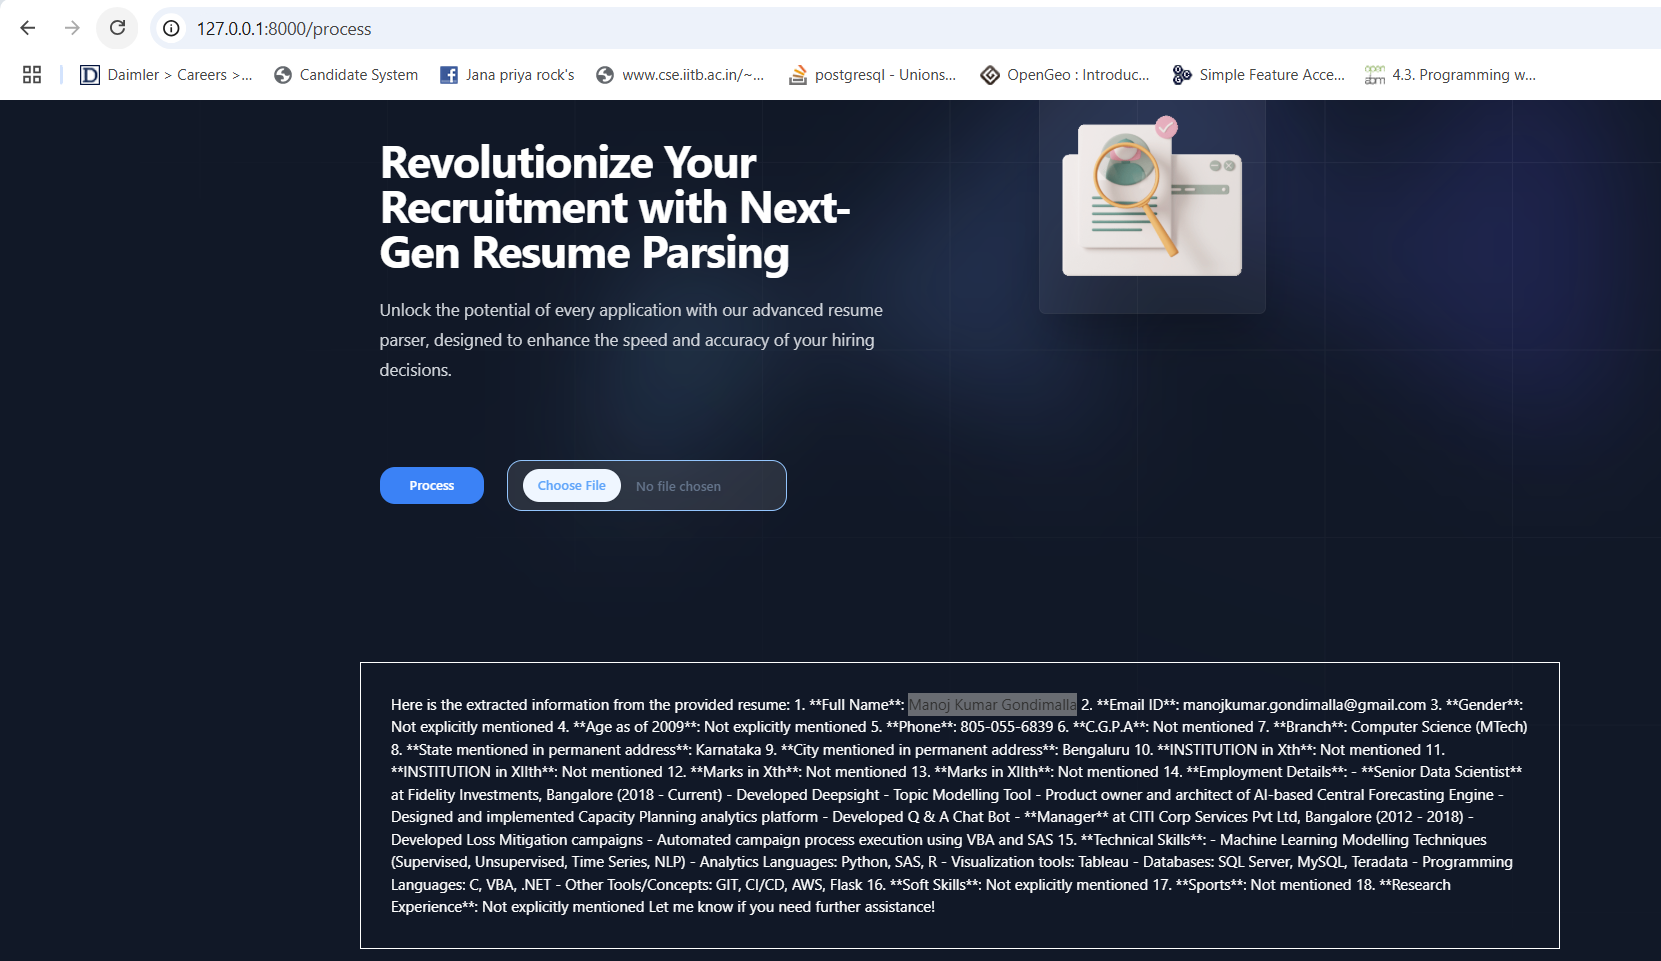 127.0.0.1:8000/process
Daimler > Careers >... Candidate System Jana priya rock's www.cse.iitb.ac.in/~... postgresql - Unions... OpenGeo : Introduc... Simple Feature Acce... 4.3. Programming w...
Revolutionize Your
Recruitment with Next-
Gen Resume Parsing
Unlock the potential of every application with our advanced resume
parser, designed to enhance the speed and accuracy of your hiring
decisions.
Process Choose File No file chosen
Here is the extracted information from the provided resume: 1. **Full Name**: Manoj Kumar Gondimalla 2. **Email ID**: manojkumar.gondimalla@gmail.com 3. **Gender**:
Not explicitly mentioned 4. **Age as of 2009**: Not explicitly mentioned 5. **Phone**: 805-055-6839 6. **C.G.P.A**: Not mentioned 7. **Branch**: Computer Science (MTech)
8. **State mentioned in permanent address**: Karnataka 9. **City mentioned in permanent address**: Bengaluru 10. **INSTITUTION in Xth**: Not mentioned 11.
**INSTITUTION in XIIth**: Not mentioned 12. **Marks in Xth**: Not mentioned 13. **Marks in XIIth**: Not mentioned 14. **Employment Details**: - **Senior Data Scientist**
at Fidelity Investments, Bangalore (2018 - Current) - Developed Deepsight - Topic Modelling Tool - Product owner and architect of AI-based Central Forecasting Engine -
Designed and implemented Capacity Planning analytics platform - Developed Q & A Chat Bot - **Manager** at CITI Corp Services Pvt Ltd, Bangalore (2012 - 2018) -
Developed Loss Mitigation campaigns - Automated campaign process execution using VBA and SAS 15. **Technical Skills**: - Machine Learning Modelling Techniques
(Supervised, Unsupervised, Time Series, NLP) - Analytics Languages: Python, SAS, R - Visualization tools: Tableau - Databases: SQL Server, MySQL, Teradata - Programming
Languages: C, VBA, .NET - Other Tools/Concepts: GIT, CI/CD, AWS, Flask 16. **Soft Skills**: Not explicitly mentioned 17. **Sports**: Not mentioned 18. **Research
Experience**: Not explicitly mentioned Let me know if you need further assistance!